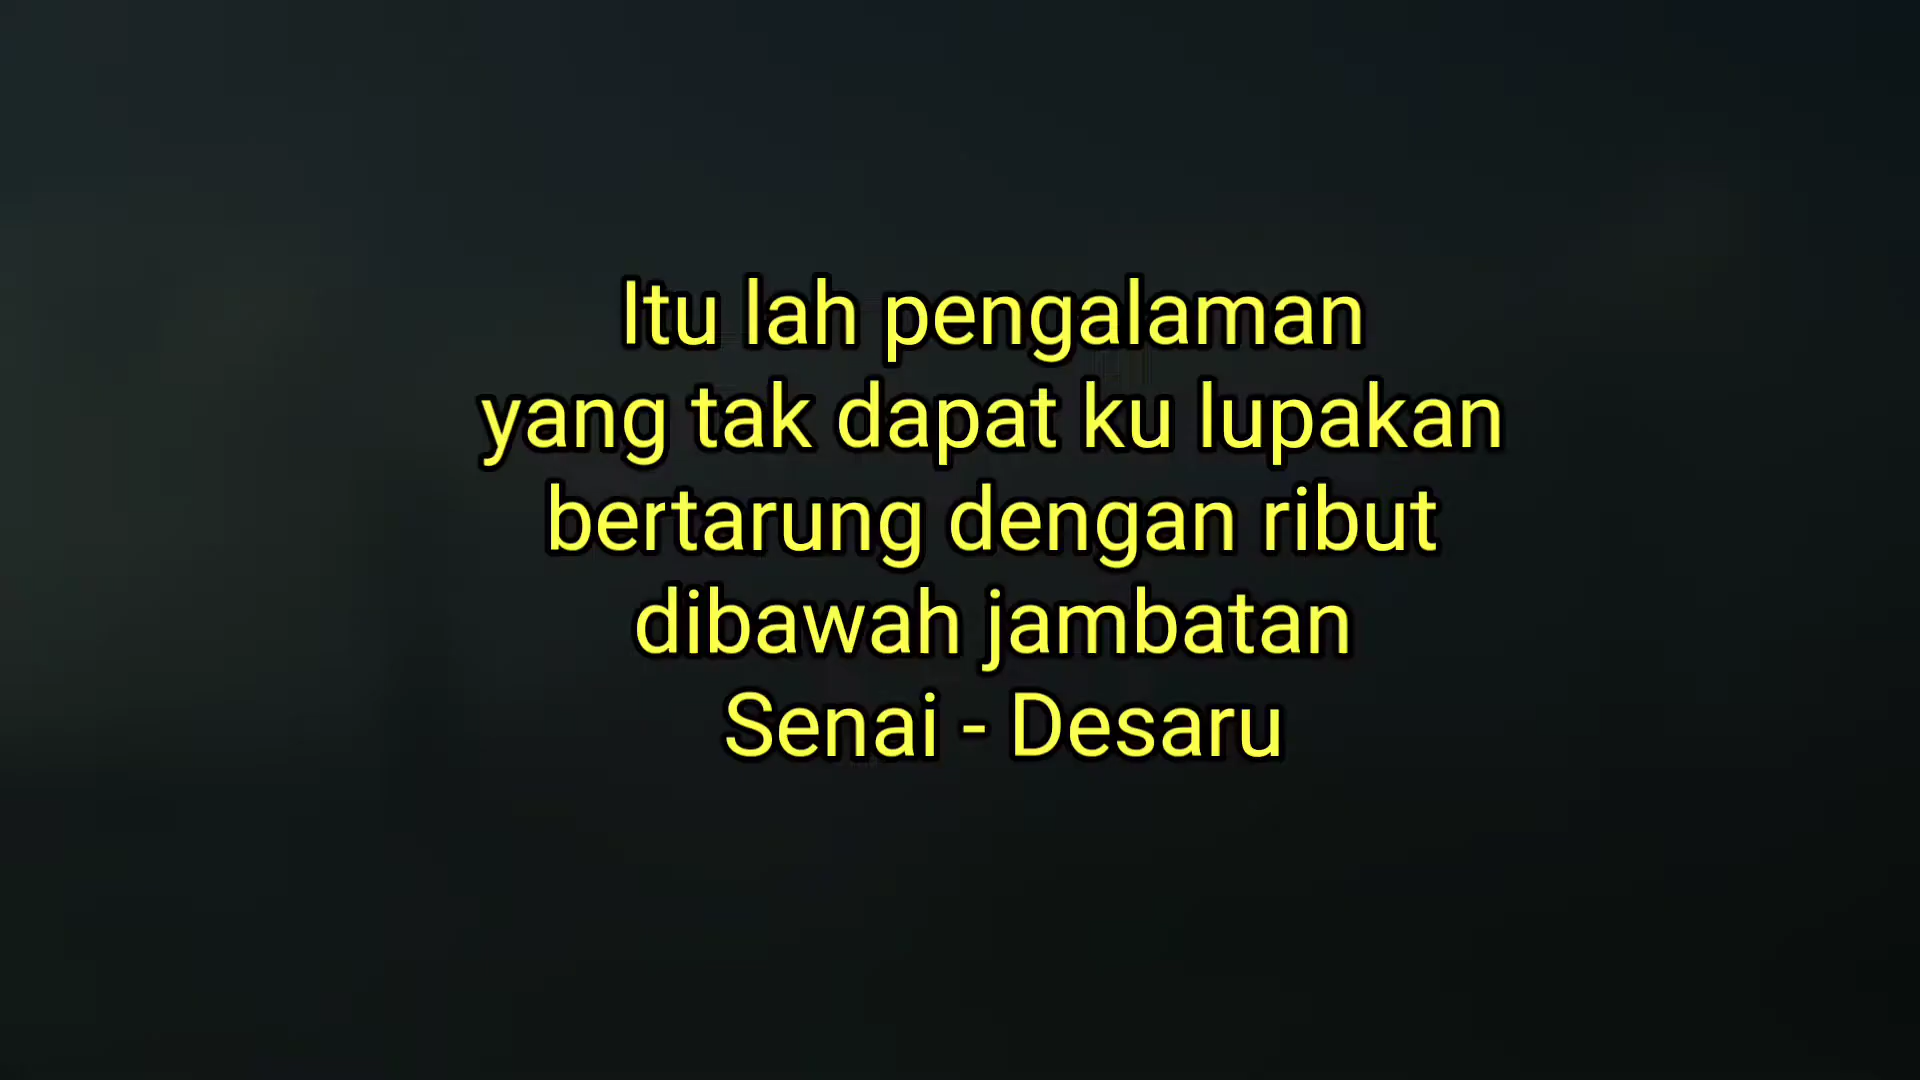 Itu lah pengalaman
yang tak dapat ku lupakan
bertarung dengan ribut
dibawah jambatan
Senai - Desaru